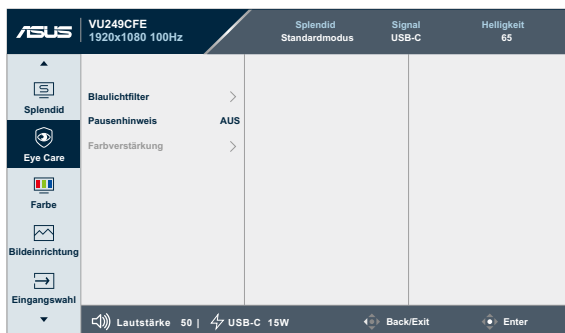 ASUS
VU249CFE
1920x1080 100Hz
Splendid
Standardmodus
Signal
USB-C
Helligkeit
65
Splendid
Eye Care
Farbe
Bildeinrichtung
Eingangswahl
Blaulichtfilter
Pausenhinweis AUS
Farbverstärkung
Lautstärke 50 | USB-C 15W Back/Exit Enter